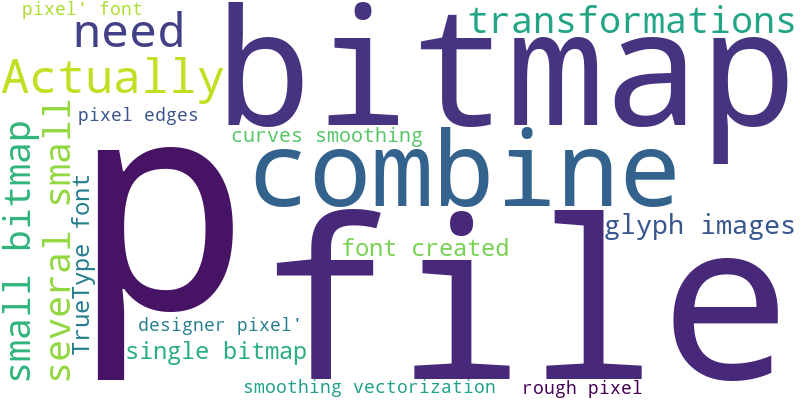 pixel' font
need
bitmap
transformations
Actually
pixel edges
curves smoothing
combine
small bitmap
several small
TrueType font
p
file
glyph images
font created
designer pixel'
single bitmap
smoothing vectorization
rough pixel